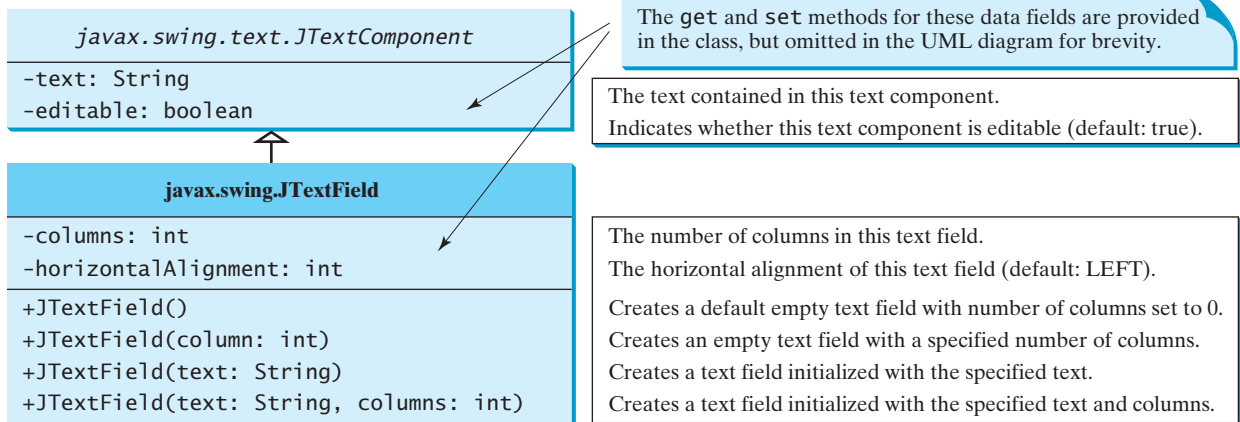 javax.swing.text.JTextComponent
-text: String
-editable: boolean
The get and set methods for these data fields are provided
in the class, but omitted in the UML diagram for brevity.
The text contained in this text component.
Indicates whether this text component is editable (default: true).
javax.swing.JTextField
-columns: int
-horizontalAlignment: int
+JTextField()
+JTextField(column: int)
+JTextField(text: String)
+JTextField(text: String, columns: int)
The number of columns in this text field.
The horizontal alignment of this text field (default: LEFT).
Creates a default empty text field with number of columns set to 0.
Creates an empty text field with a specified number of columns.
Creates a text field initialized with the specified text.
Creates a text field initialized with the specified text and columns.